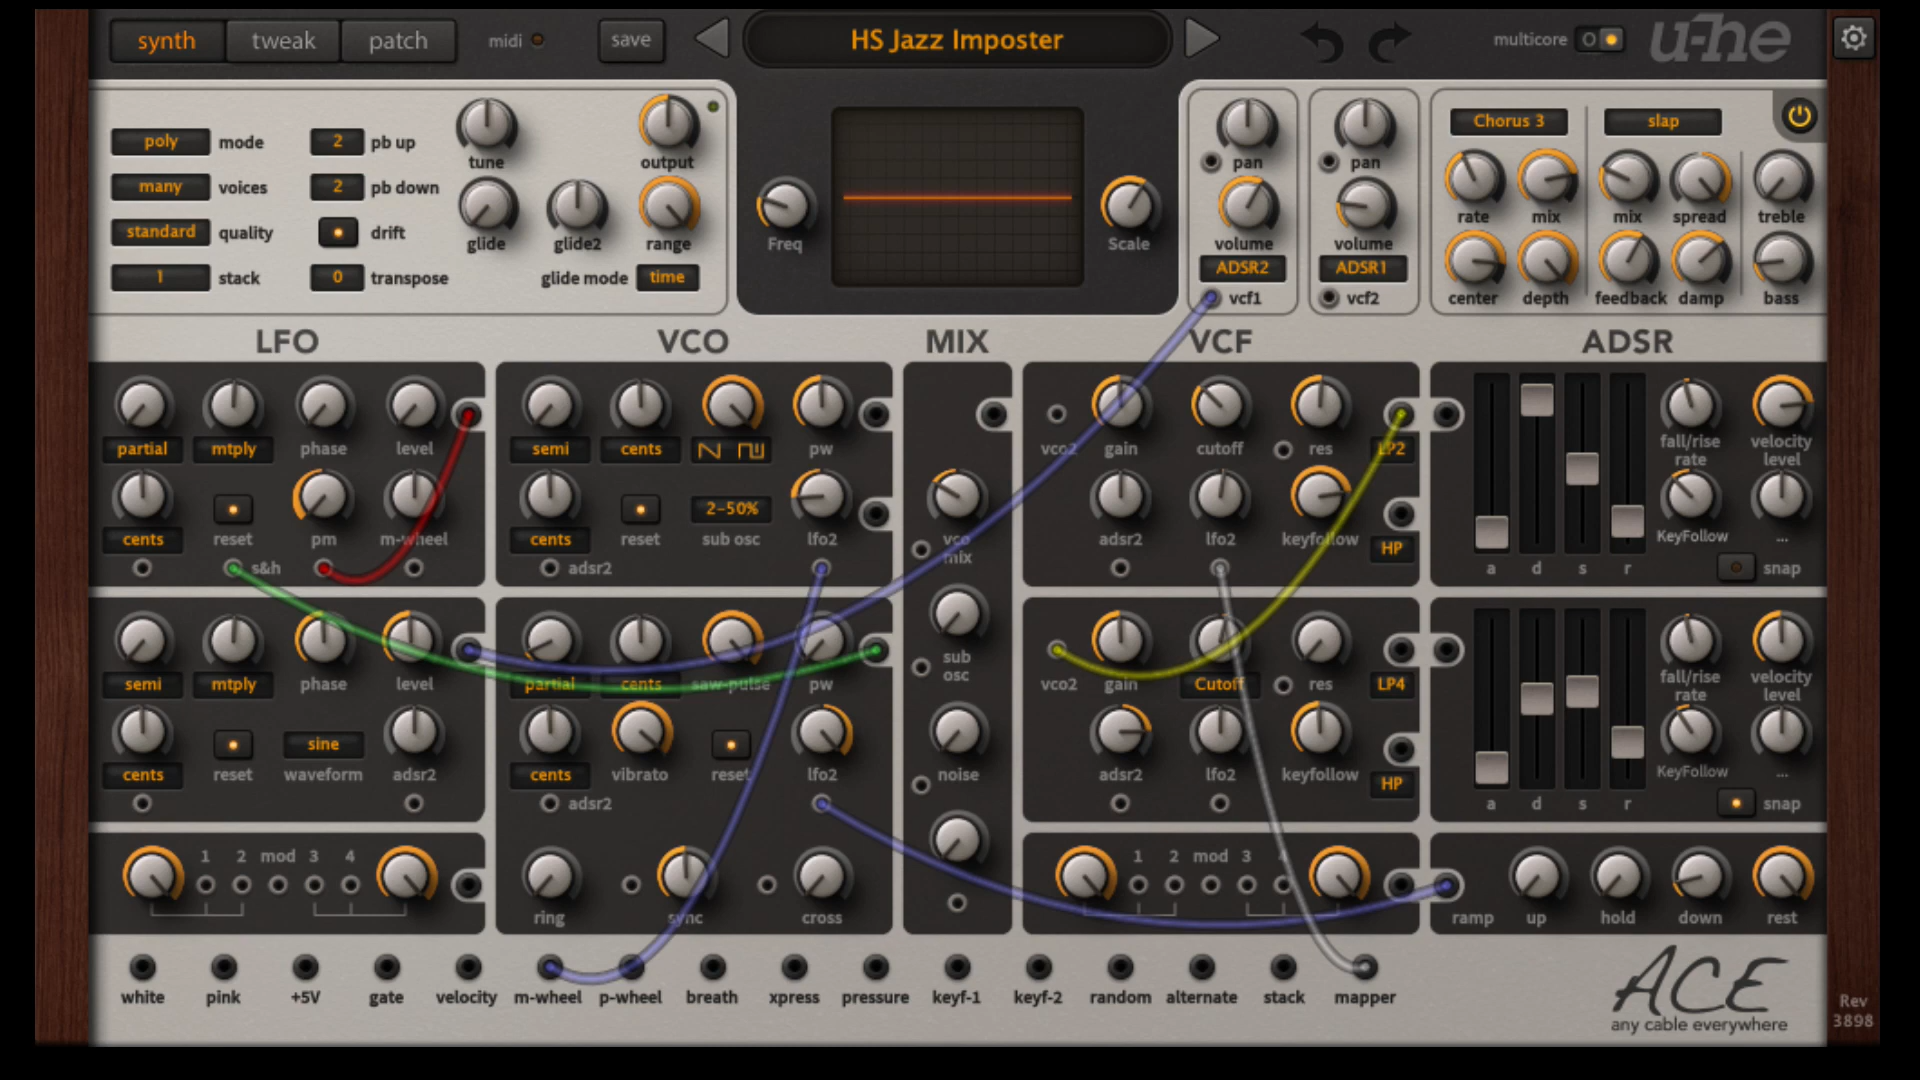 synth tweak patch midi save HS Jazz Imposter multicore u-he
poly mode 2 pb up tune output
many voices 2 pb down
standard quality drift glide glide2 range
1 stack 0 transpose glide mode time
Freq Scale
pan pan
volume volume
ADSR2 ADSR1
vcf1 vcf2
Chorus 3 slap
rate mix mix spread treble
center depth feedback damp bass
LFO VCO MIX VCF ADSR
partial mtply phase level
cents reset pm m-wheel
s&h
semi cents pw
cents reset 2-50% sub osc lfo2
adsr2
vco mix
sub osc
noise
vco2 gain cutoff res LP2
adsr2 lfo2 keyfollow HP
fall/rise rate velocity level
KeyFollow ...
a d s r snap
semi mtply phase level
cents reset sine waveform adsr2
partial cents saw-pulse pw
cents vibrato reset lfo2
adsr2
vco2 gain Cutoff res LP4
adsr2 lfo2 keyfollow HP
fall/rise rate velocity level
KeyFollow ...
a d s r snap
1 2 mod 3 4
ring sync cross
1 2 mod 3 4
ramp up hold down rest
white pink +5V gate velocity m-wheel p-wheel breath xpress pressure keyf-1 keyf-2 random alternate stack mapper
ACE
any cable everywhere
Rev
3898